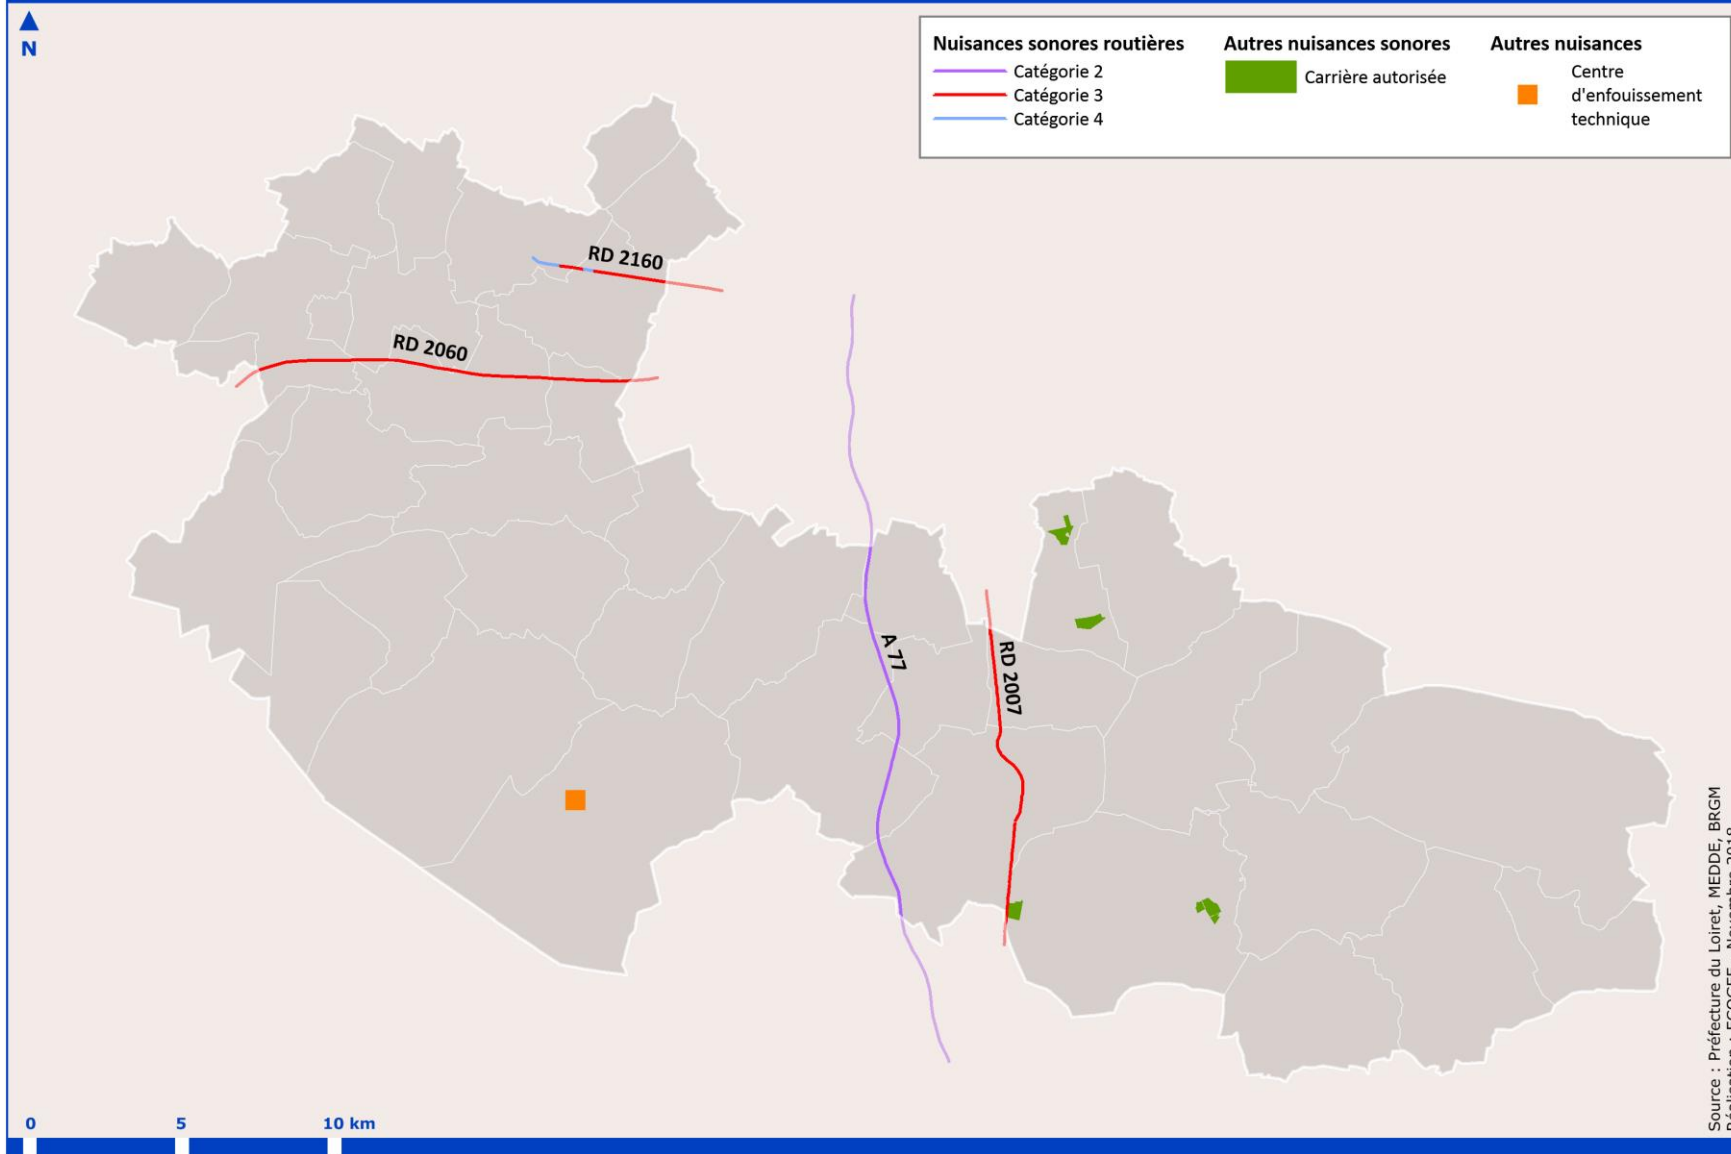 N
Nuisances sonores routières
Catégorie 2
Catégorie 3
Catégorie 4
Autres nuisances sonores
Carrière autorisée
Autres nuisances
Centre
d'enfouissement
technique
RD 2160
RD 2060
A 77
RD 2007
0 5 10 km
Source : Préfecture du Loiret, MEDDE, BRGM